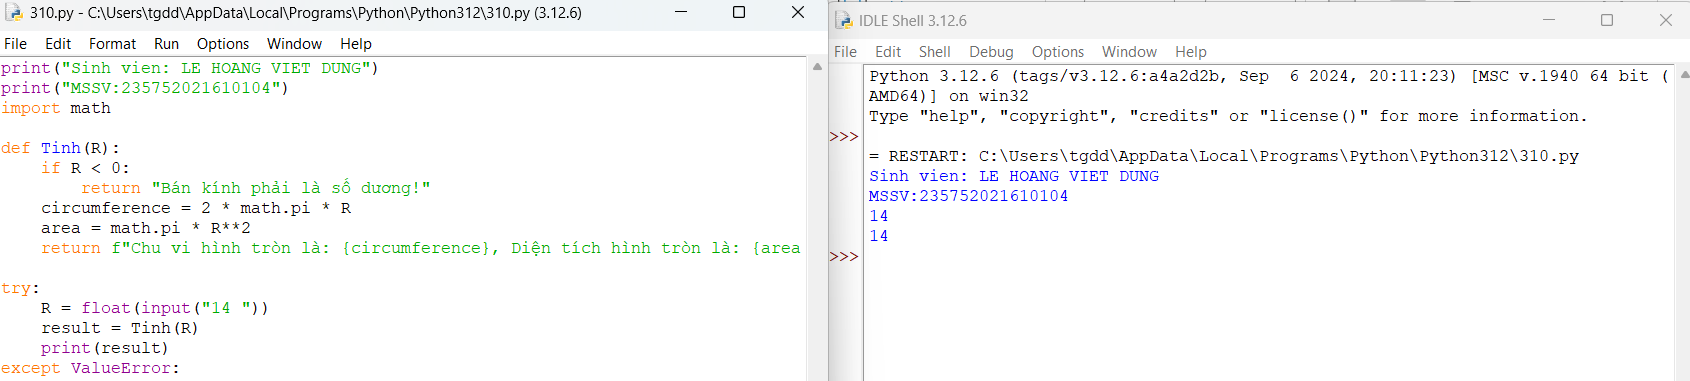 310.py - C:\Users\tgdd\AppData\Local\Programs\Python\Python312\310.py (3.12.6)
File Edit Format Run Options Window Help
print("Sinh vien: LE HOANG VIET DUNG")
print("MSSV:235752021610104")
import math
def Tinh(R):
    if R < 0:
        return "Bán kính phải là số dương!"
    circumference = 2 * math.pi * R
    area = math.pi * R**2
    return f"Chu vi hình tròn là: {circumference}, Diện tích hình tròn là: {area
try:
    R = float(input("14 "))
    result = Tinh(R)
    print(result)
except ValueError:
IDLE Shell 3.12.6
File Edit Shell Debug Options Window Help
Python 3.12.6 (tags/v3.12.6:a4a2d2b, Sep  6 2024, 20:11:23) [MSC v.1940 64 bit (
AMD64)] on win32
Type "help", "copyright", "credits" or "license()" for more information.
>>>
= RESTART: C:\Users\tgdd\AppData\Local\Programs\Python\Python312\310.py
Sinh vien: LE HOANG VIET DUNG
MSSV:235752021610104
14
14
>>>